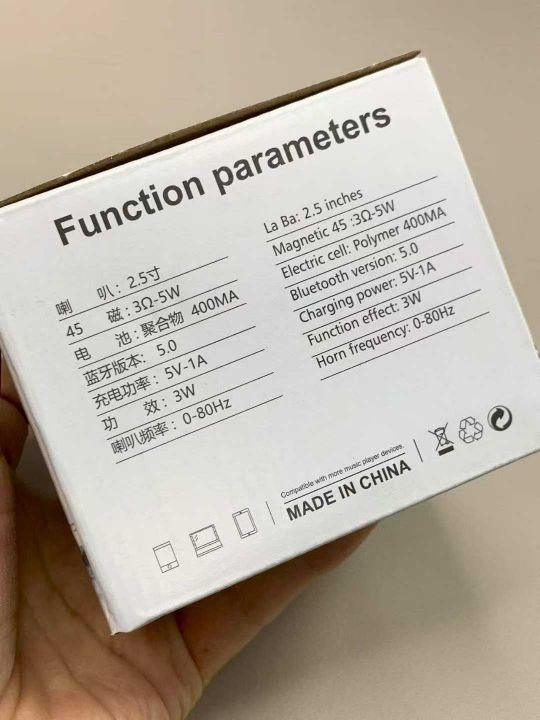 Function parameters
喇 叭：2.5寸
45 磁：3Ω-5W
电 池：聚合物 400MA
蓝牙版本： 5.0
充电功率：5V-1A
功 效：3W
喇叭频率：0-80Hz
La Ba: 2.5 inches
Magnetic 45 :3Ω-5W
Electric cell: Polymer 400MA
Bluetooth version: 5.0
Charging power: 5V-1A
Function effect: 3W
Horn frequency: 0-80Hz
Compatible with more music player devices.
MADE IN CHINA